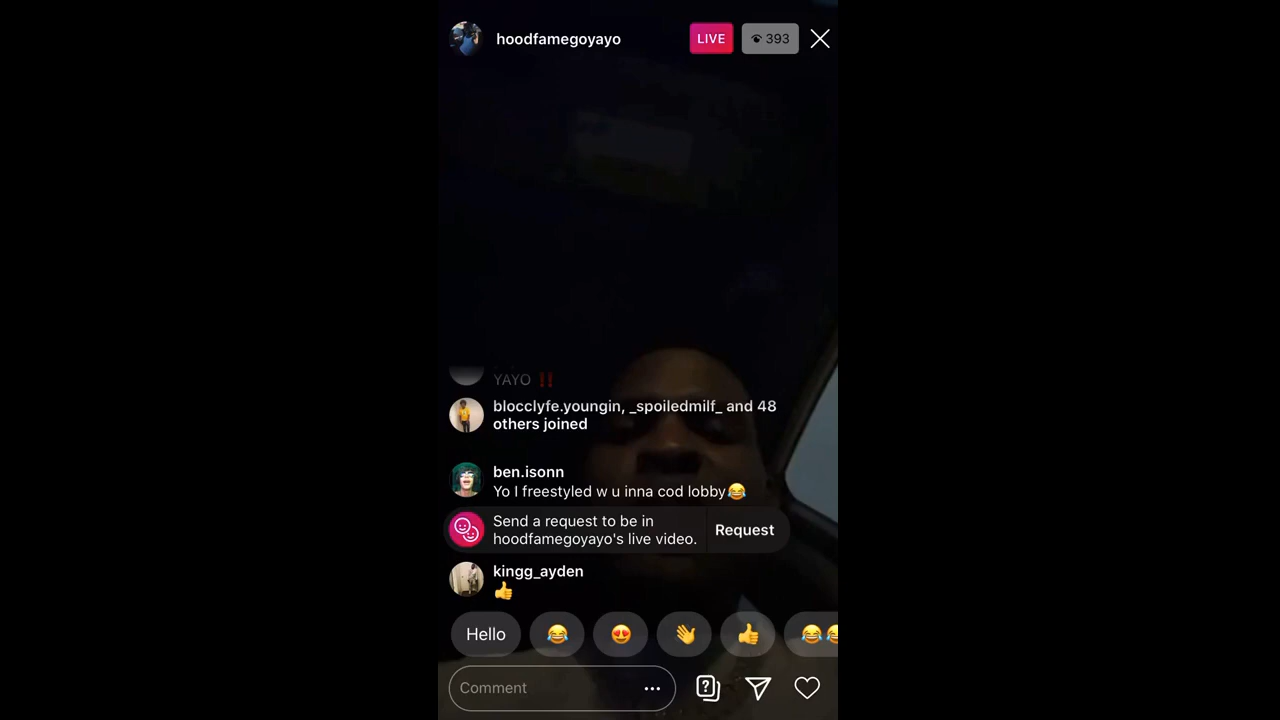 hoodfamegoyayo
LIVE
393
YAYO ‼️
blocclyfe.youngin, _spoiledmilf_ and 48
others joined
ben.isonn
Yo I freestyled w u inna cod lobby😂
Send a request to be in
hoodfamegoyayo's live video.
Request
kingg_ayden
👍
Hello 😂 😍 👋 👍 😂😂
Comment